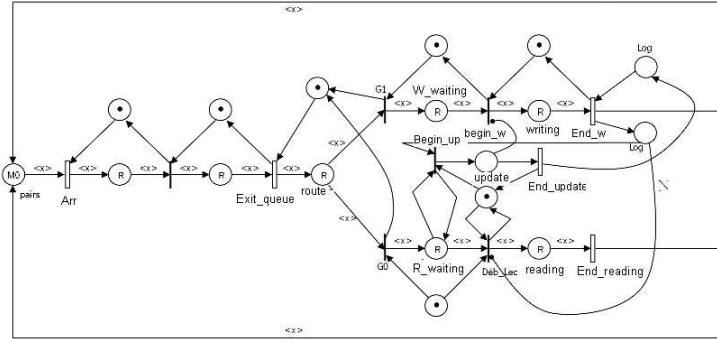 <x>
Log
G1
W_waiting
<x> <x> <x> <x>
R R
begin_w writing End_w
Begin_up
Log
<x>
M0 <x> <x> <x> <x> <x>
R R R
pairs Arr Exit_queue route
update
End_update
N
<x>
<x> <x> <x> <x>
R R
G0 R_waiting Déb_Lec reading End_reading
<x>